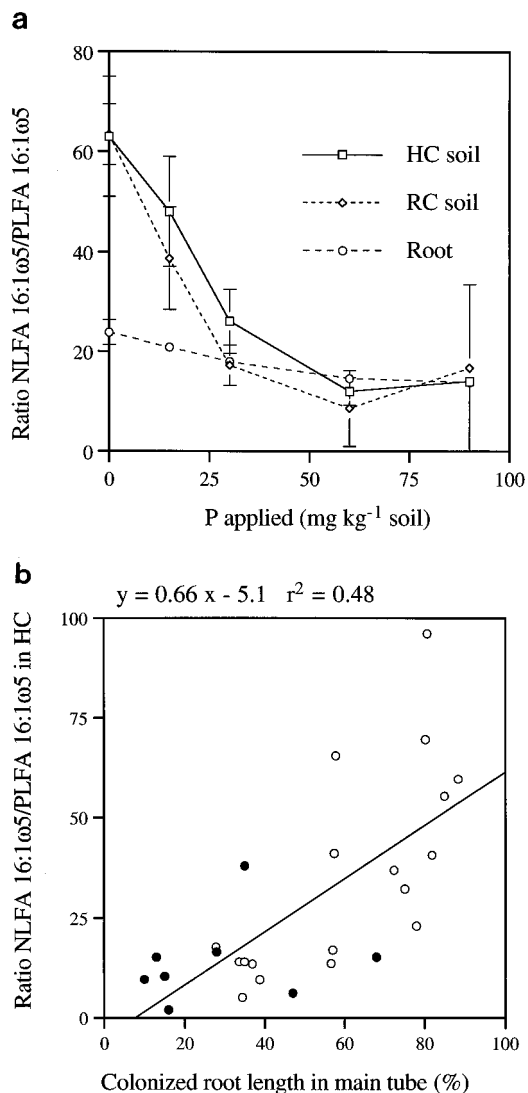 a
80
60
40
20
0
Ratio NLFA 16:1ω5/PLFA 16:1ω5
HC soil
RC soil
Root
0 25 50 75 100
P applied (mg kg⁻¹ soil)
b
y = 0.66 x - 5.1 r² = 0.48
100
75
50
25
0
Ratio NLFA 16:1ω5/PLFA 16:1ω5 in HC
0 20 40 60 80 100
Colonized root length in main tube (%)